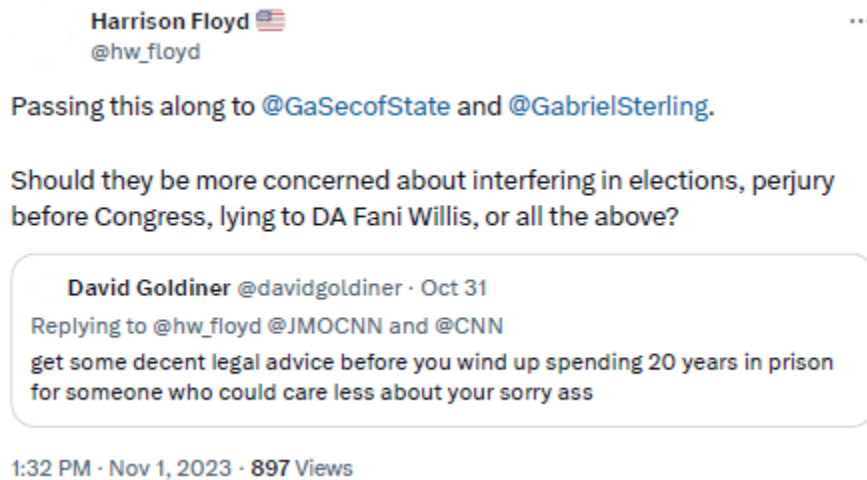 Harrison Floyd 🇺🇸
@hw_floyd
Passing this along to @GaSecofState and @GabrielSterling.
Should they be more concerned about interfering in elections, perjury
before Congress, lying to DA Fani Willis, or all the above?
David Goldiner @davidgoldiner · Oct 31
Replying to @hw_floyd @JMOCNN and @CNN
get some decent legal advice before you wind up spending 20 years in prison
for someone who could care less about your sorry ass
1:32 PM · Nov 1, 2023 · 897 Views